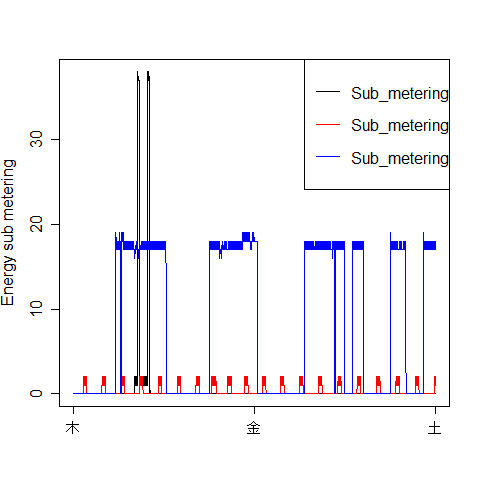 Sub_metering
Sub_metering
Sub_metering
Energy sub metering
30
20
10
0
木 金 土